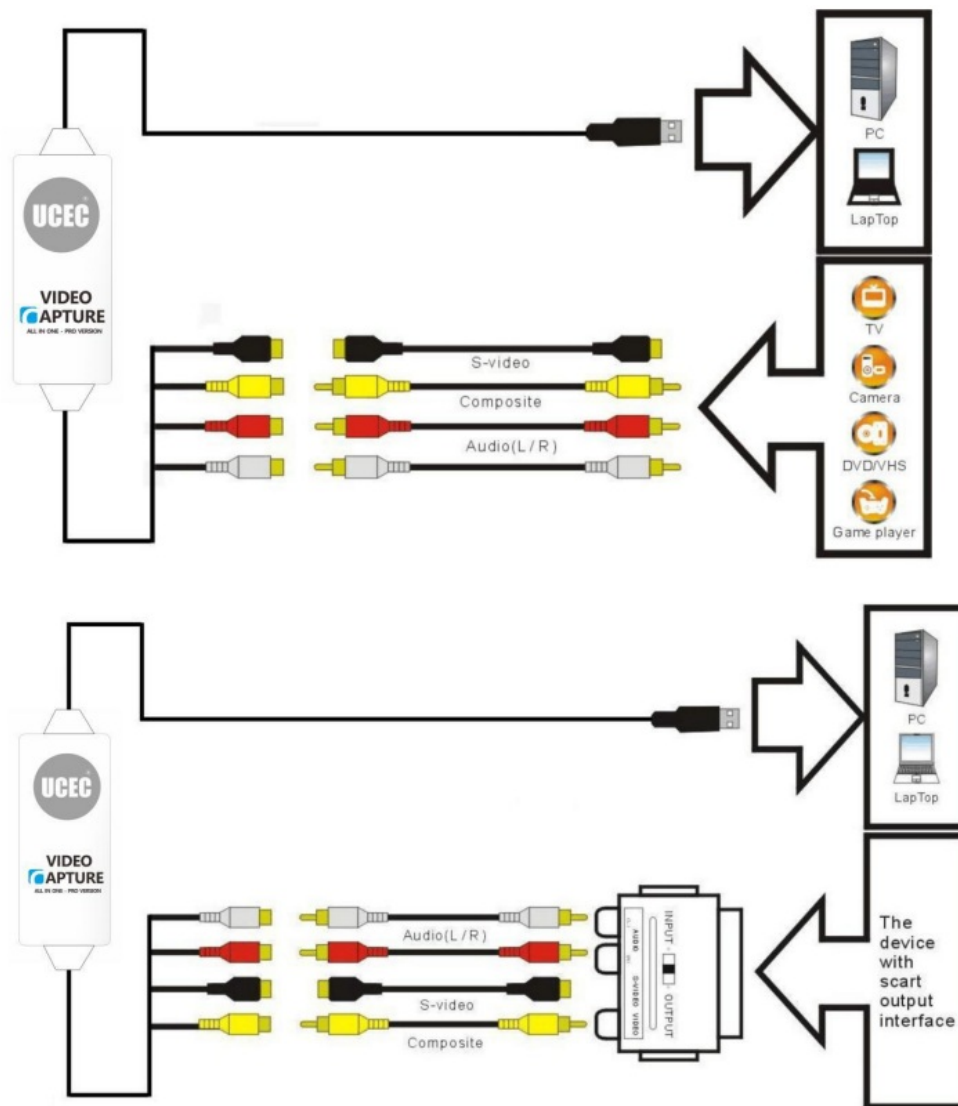 PC
UCEC
LapTop
VIDEO
CAPTURE
ALL IN ONE - PRO VERSION
TV
S-video
Camera
Composite
Audio(L/R)
DVD/VHS
Game player
PC
UCEC
LapTop
VIDEO
CAPTURE
ALL IN ONE - PRO VERSION
Audio(L/R)
S-video
Composite
AUDIO
S-VIDEO VIDEO
INPUT - - OUTPUT
The
device
with
scart
output
interface